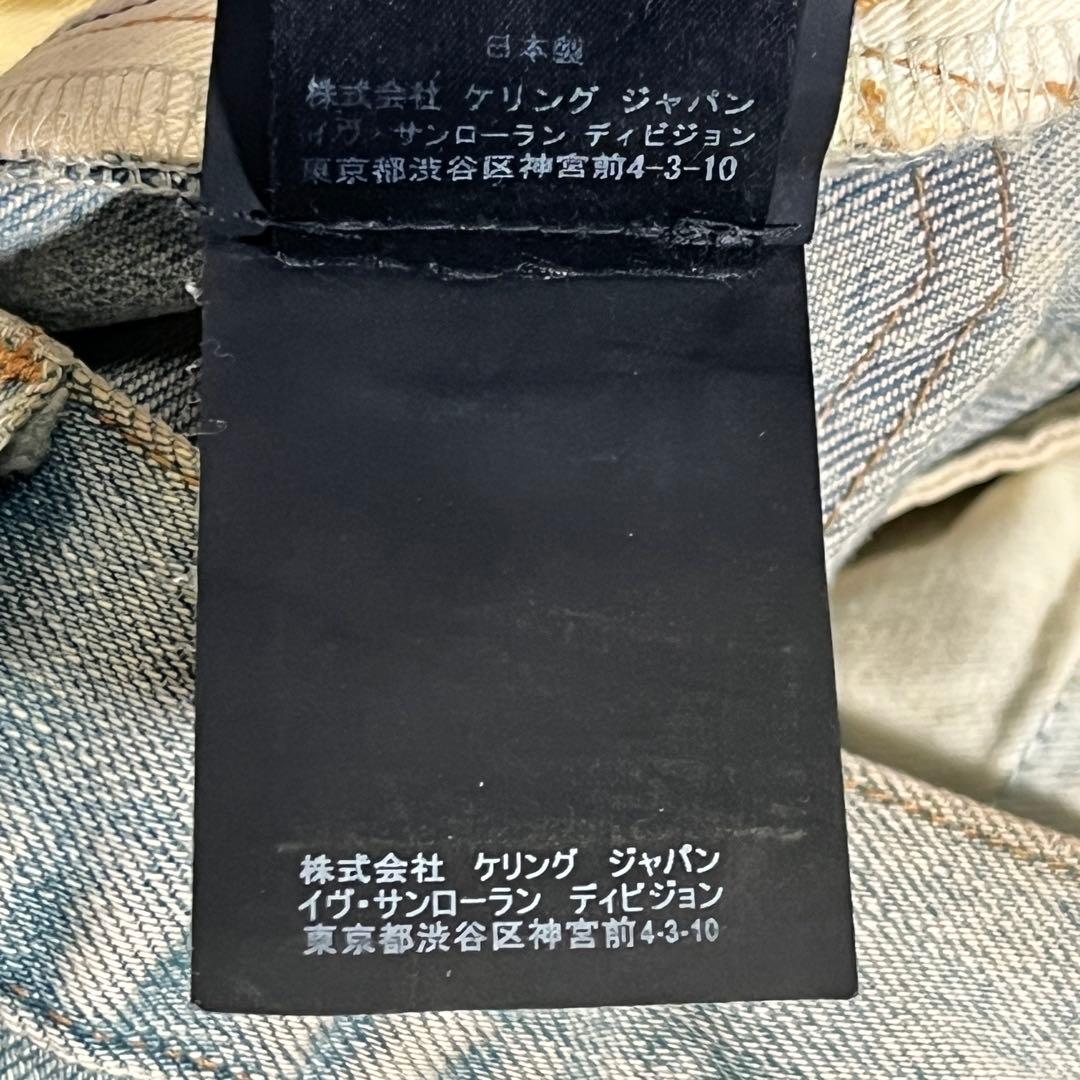 日本製
株式会社 ケリング ジャパン
イヴ・サンローラン ディビジョン
東京都渋谷区神宮前4-3-10
株式会社 ケリング ジャパン
イヴ・サンローラン ディビジョン
東京都渋谷区神宮前4-3-10